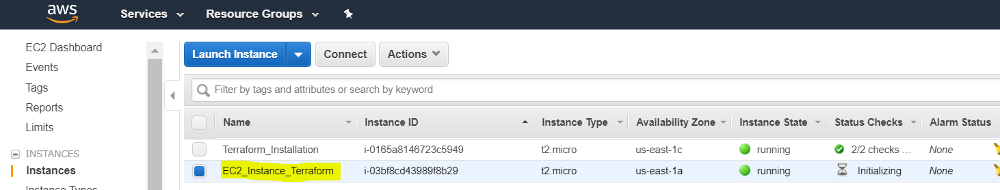 aws Services Resource Groups
EC2 Dashboard
Events
Tags
Reports
Limits
INSTANCES
Instances
Instance Types
Launch Instance Connect Actions
Filter by tags and attributes or search by keyword
Name Instance ID Instance Type Availability Zone Instance State Status Checks Alarm Status
Terraform_Installation i-0165a8146723c5949 t2.micro us-east-1c running 2/2 checks ... None
EC2_Instance_Terraform i-03bf8cd43989f8b29 t2.micro us-east-1a running Initializing None